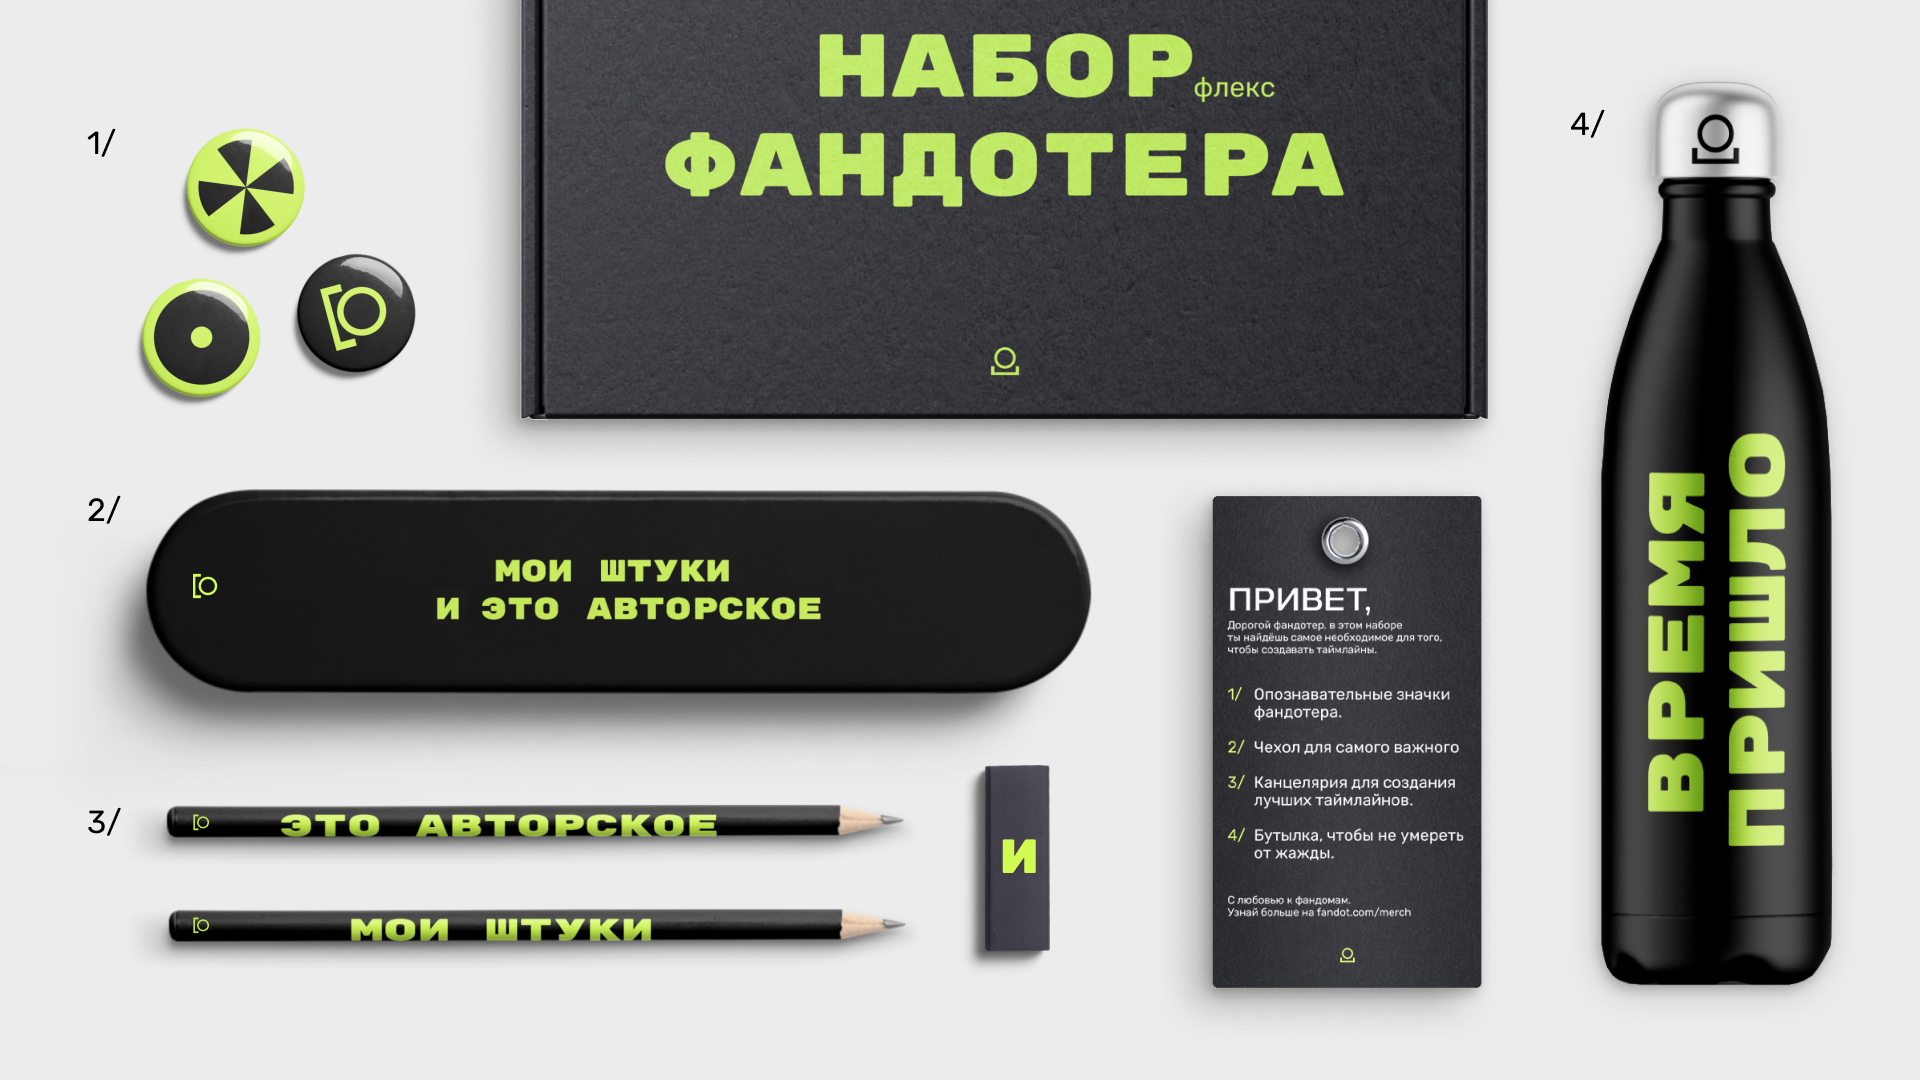 НАБОР флекс
ФАНДОТЕРА
1/
2/
МОИ ШТУКИ
И ЭТО АВТОРСКОЕ
3/
ЭТО АВТОРСКОЕ
МОИ ШТУКИ
И
ПРИВЕТ,
Дорогой фандотер, в этом наборе
ты найдёшь самое необходимое для того,
чтобы создавать таймлайны.
1/ Опознавательные значки
фандотера.
2/ Чехол для самого важного
3/ Канцелярия для создания
лучших таймлайнов.
4/ Бутылка, чтобы не умереть
от жажды.
С любовью к фандомам.
Узнай больше на fandot.com/merch
4/
ВРЕМЯ
ПРИШЛО